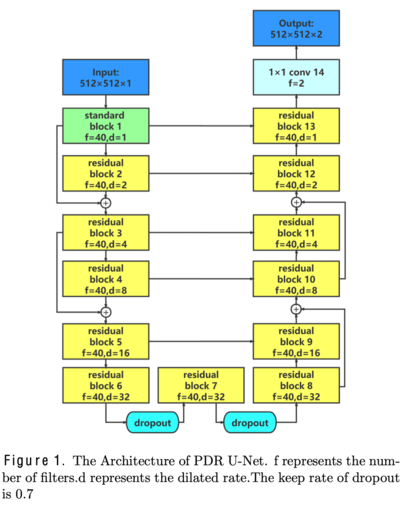 Output:
512×512×2
Input:
512×512×1
1×1 conv 14
f=2
standard
block 1
f=40,d=1
residual
block 13
f=40,d=1
residual
block 2
f=40,d=2
residual
block 12
f=40,d=2
residual
block 3
f=40,d=4
residual
block 11
f=40,d=4
residual
block 4
f=40,d=8
residual
block 10
f=40,d=8
residual
block 5
f=40,d=16
residual
block 9
f=40,d=16
residual
block 6
f=40,d=32
residual
block 7
f=40,d=32
residual
block 8
f=40,d=32
dropout
dropout
Figure 1. The Architecture of PDR U-Net. f represents the num-
ber of filters.d represents the dilated rate.The keep rate of dropout
is 0.7